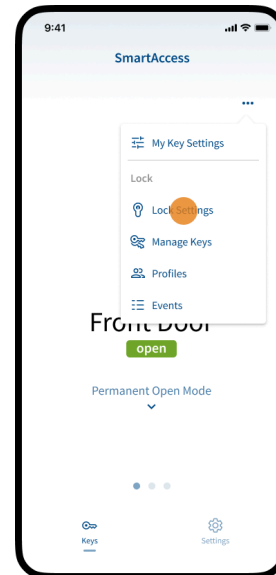 9:41
SmartAccess
My Key Settings
Lock
Lock Settings
Manage Keys
Profiles
Events
Front Door
open
Permanent Open Mode
Keys
Settings